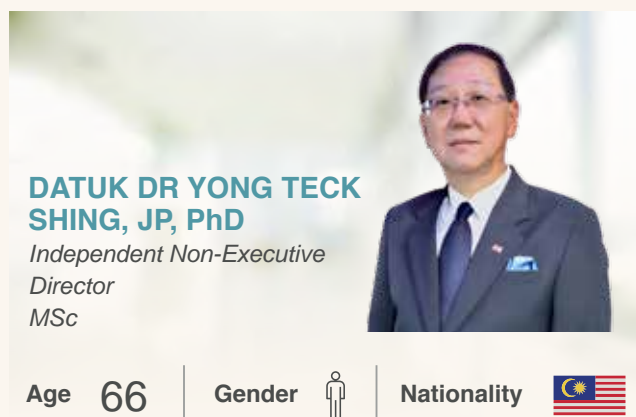 DATUK DR YONG TECK
SHING, JP, PhD
Independent Non-Executive
Director
MSc
Age 66 Gender Nationality